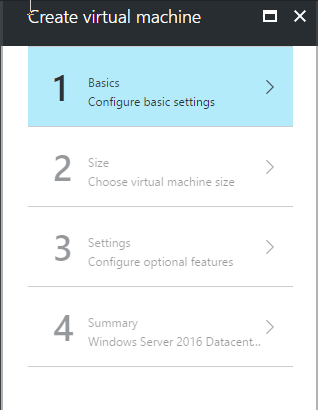 Create virtual machine
1
Basics
Configure basic settings
2
Size
Choose virtual machine size
3
Settings
Configure optional features
4
Summary
Windows Server 2016 Datacent...